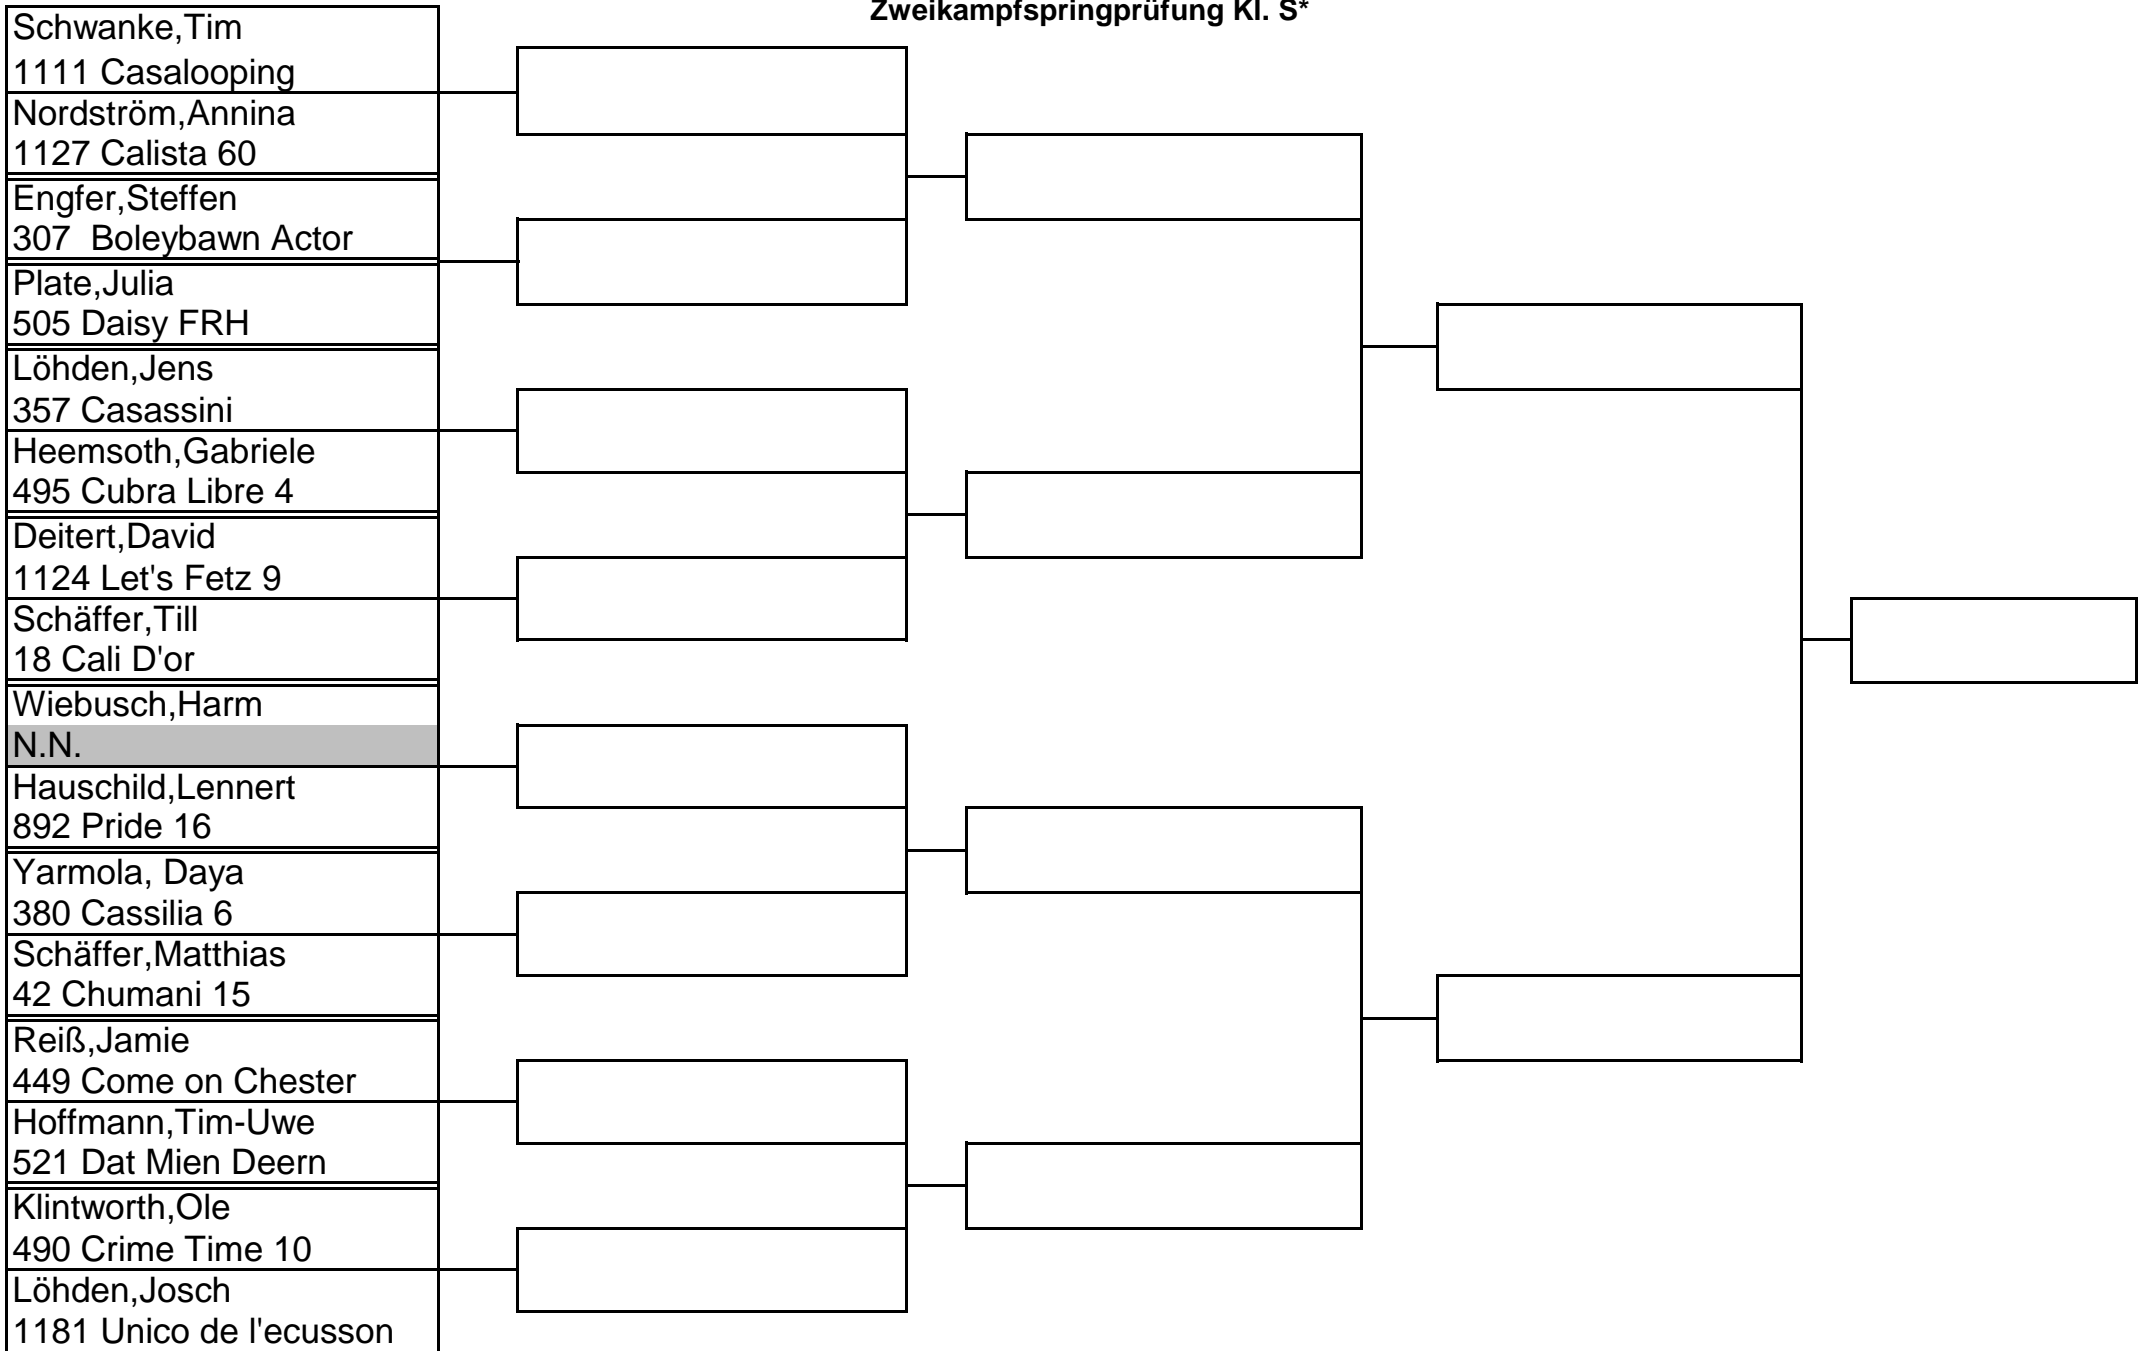 Zweikampfspringprüfung Kl. S*
Schwanke,Tim
1111 Casalooping
Nordström,Annina
1127 Calista 60
Engfer,Steffen
307  Boleybawn Actor
Plate,Julia
505 Daisy FRH
Löhden,Jens
357 Casassini
Heemsoth,Gabriele
495 Cubra Libre 4
Deitert,David
1124 Let's Fetz 9
Schäffer,Till
18 Cali D'or
Wiebusch,Harm
N.N.
Hauschild,Lennert
892 Pride 16
Yarmola, Daya
380 Cassilia 6
Schäffer,Matthias
42 Chumani 15
Reiß,Jamie
449 Come on Chester
Hoffmann,Tim-Uwe
521 Dat Mien Deern
Klintworth,Ole
490 Crime Time 10
Löhden,Josch
1181 Unico de l'ecusson